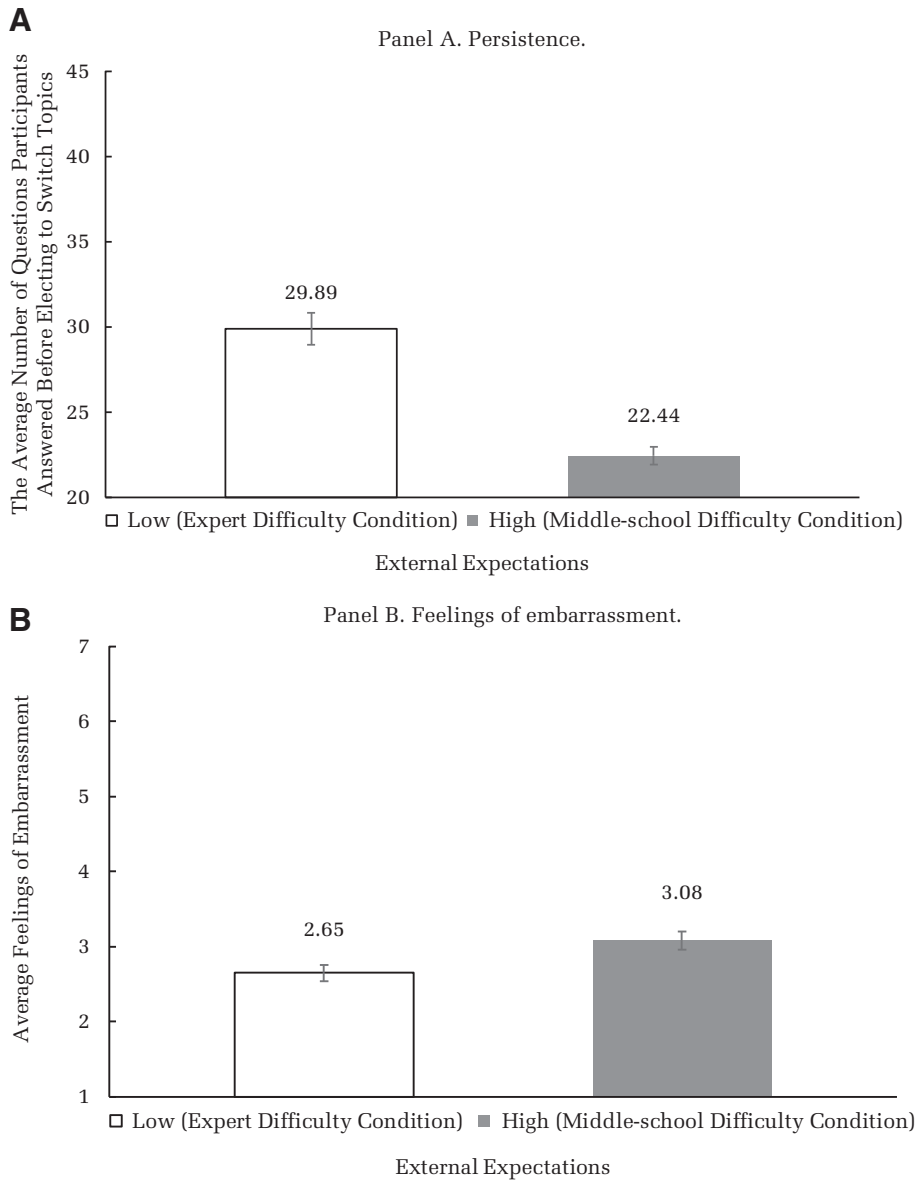 A
Panel A. Persistence.
The Average Number of Questions Participants
Answered Before Electing to Switch Topics
45
40
35
30
25
20
29.89
22.44
Low (Expert Difficulty Condition) High (Middle-school Difficulty Condition)
External Expectations
B
Panel B. Feelings of embarrassment.
Average Feelings of Embarrassment
7
6
5
4
3
2
1
2.65
3.08
Low (Expert Difficulty Condition) High (Middle-school Difficulty Condition)
External Expectations